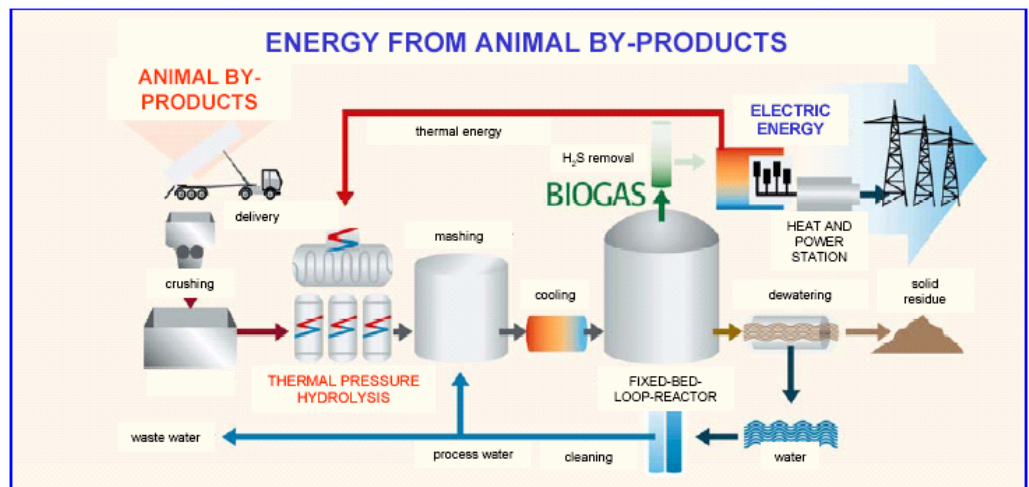 ENERGY FROM ANIMAL BY-PRODUCTS
ANIMAL BY-
PRODUCTS
thermal energy
H₂S removal
ELECTRIC
ENERGY
BIOGAS
delivery
mashing
HEAT AND
POWER
STATION
crushing
cooling
dewatering
solid
residue
THERMAL PRESSURE
HYDROLYSIS
FIXED-BED-
LOOP-REACTOR
waste water
process water
cleaning
water